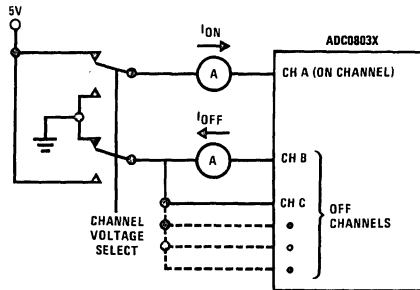 5V
ION
ADC0803X
A
CH A (ON CHANNEL)
IOFF
A
CH B
CH C
OFF
CHANNELS
CHANNEL
VOLTAGE
SELECT